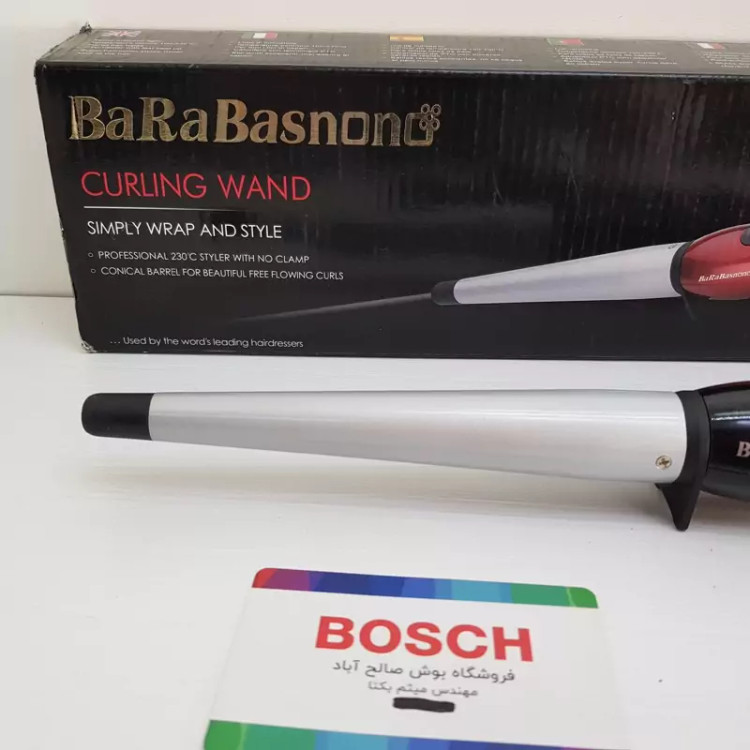 BaRaBasnono
CURLING WAND
SIMPLY WRAP AND STYLE
PROFESSIONAL 230°C STYLER WITH NO CLAMP
CONICAL BARREL FOR BEAUTIFUL FREE FLOWING CURLS
BaRaBasnono
... Used by the word's leading hairdressers
B
BOSCH
فروشگاه بوش صالح آباد
مهندس میثم یکتا